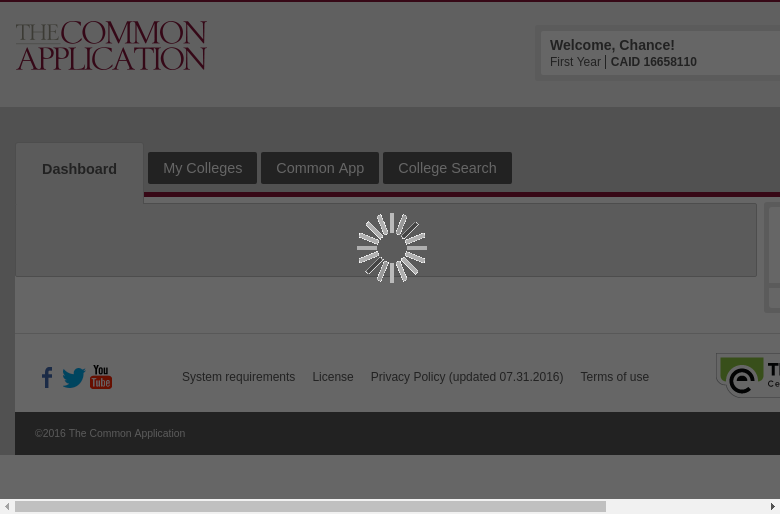 THE COMMON
APPLICATION
Welcome, Chance!
First Year | CAID 16658110
Dashboard
My Colleges
Common App
College Search
You
Tube
System requirements
License
Privacy Policy (updated 07.31.2016)
Terms of use
©2016 The Common Application